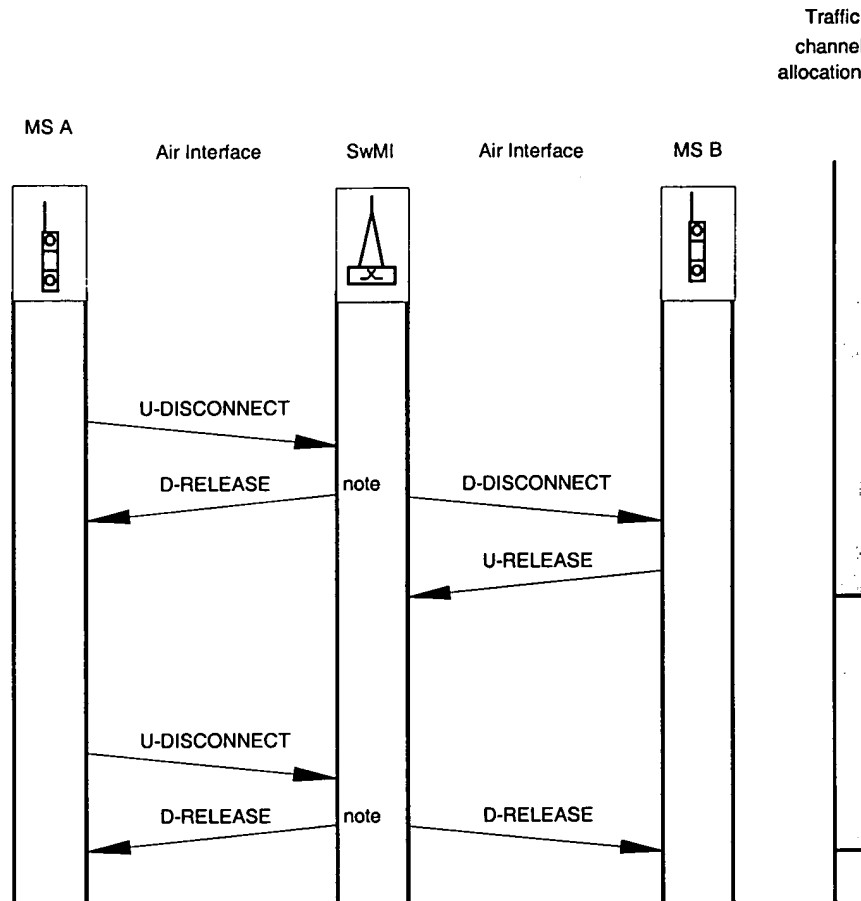 Traffic
channel
allocation
MS A
Air Interface
SwMI
Air Interface
MS B
U-DISCONNECT
D-RELEASE
note
D-DISCONNECT
U-RELEASE
U-DISCONNECT
D-RELEASE
note
D-RELEASE